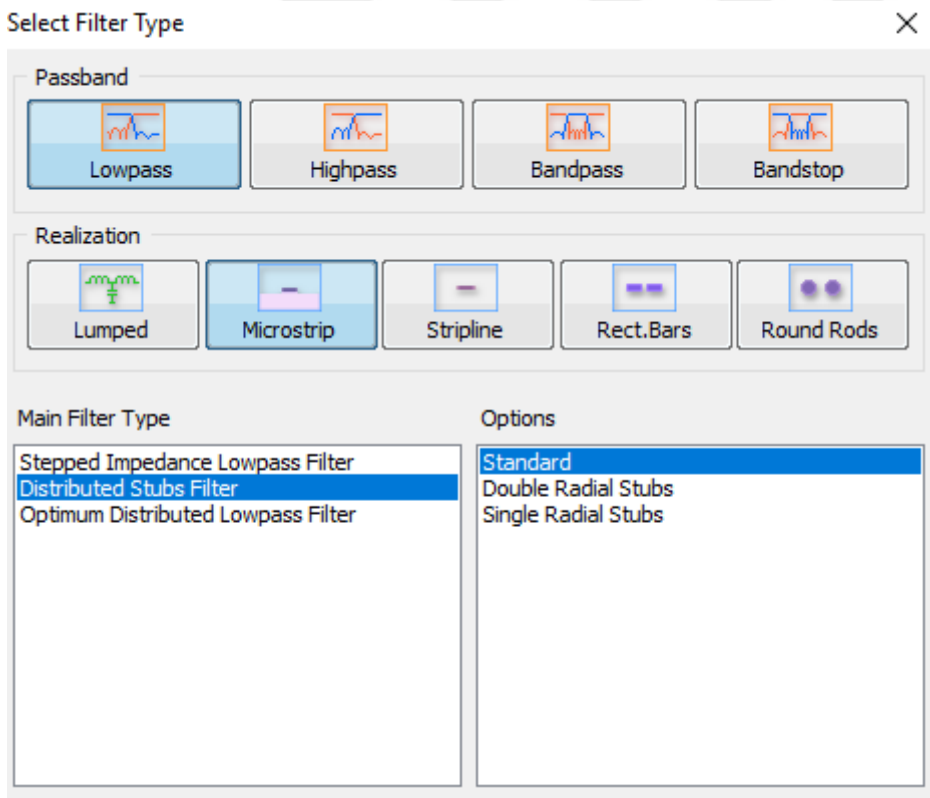 Select Filter Type
Passband
Lowpass Highpass Bandpass Bandstop
Realization
Lumped Microstrip Stripline Rect.Bars Round Rods
Main Filter Type
Stepped Impedance Lowpass Filter
Distributed Stubs Filter
Optimum Distributed Lowpass Filter
Options
Standard
Double Radial Stubs
Single Radial Stubs